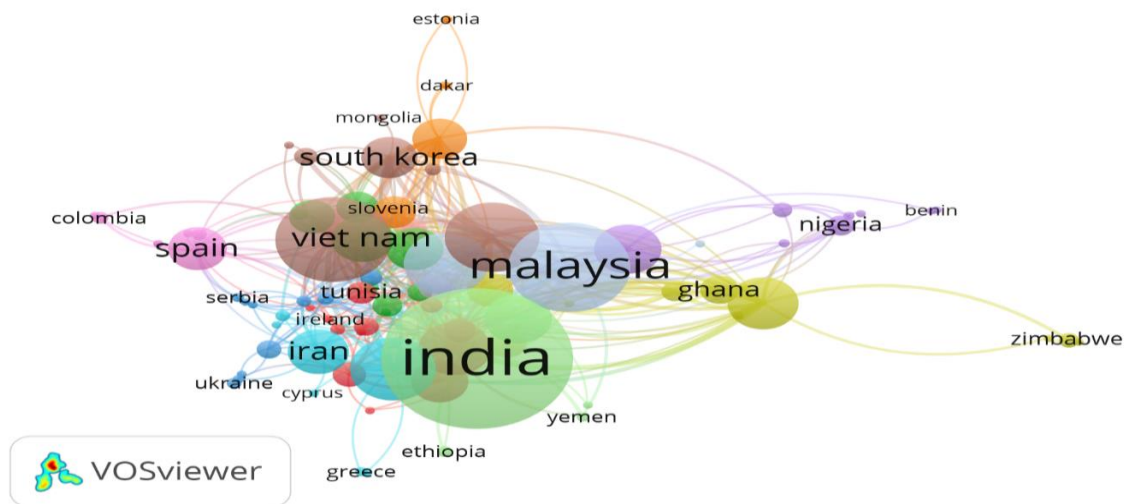 estonia
dakar
mongolia
south korea
slovenia
colombia
benin
nigeria
viet nam
spain
malaysia
tunisia
ghana
serbia
ireland
zimbabwe
iran
india
ukraine
cyprus
yemen
ethiopia
greece
VOSviewer